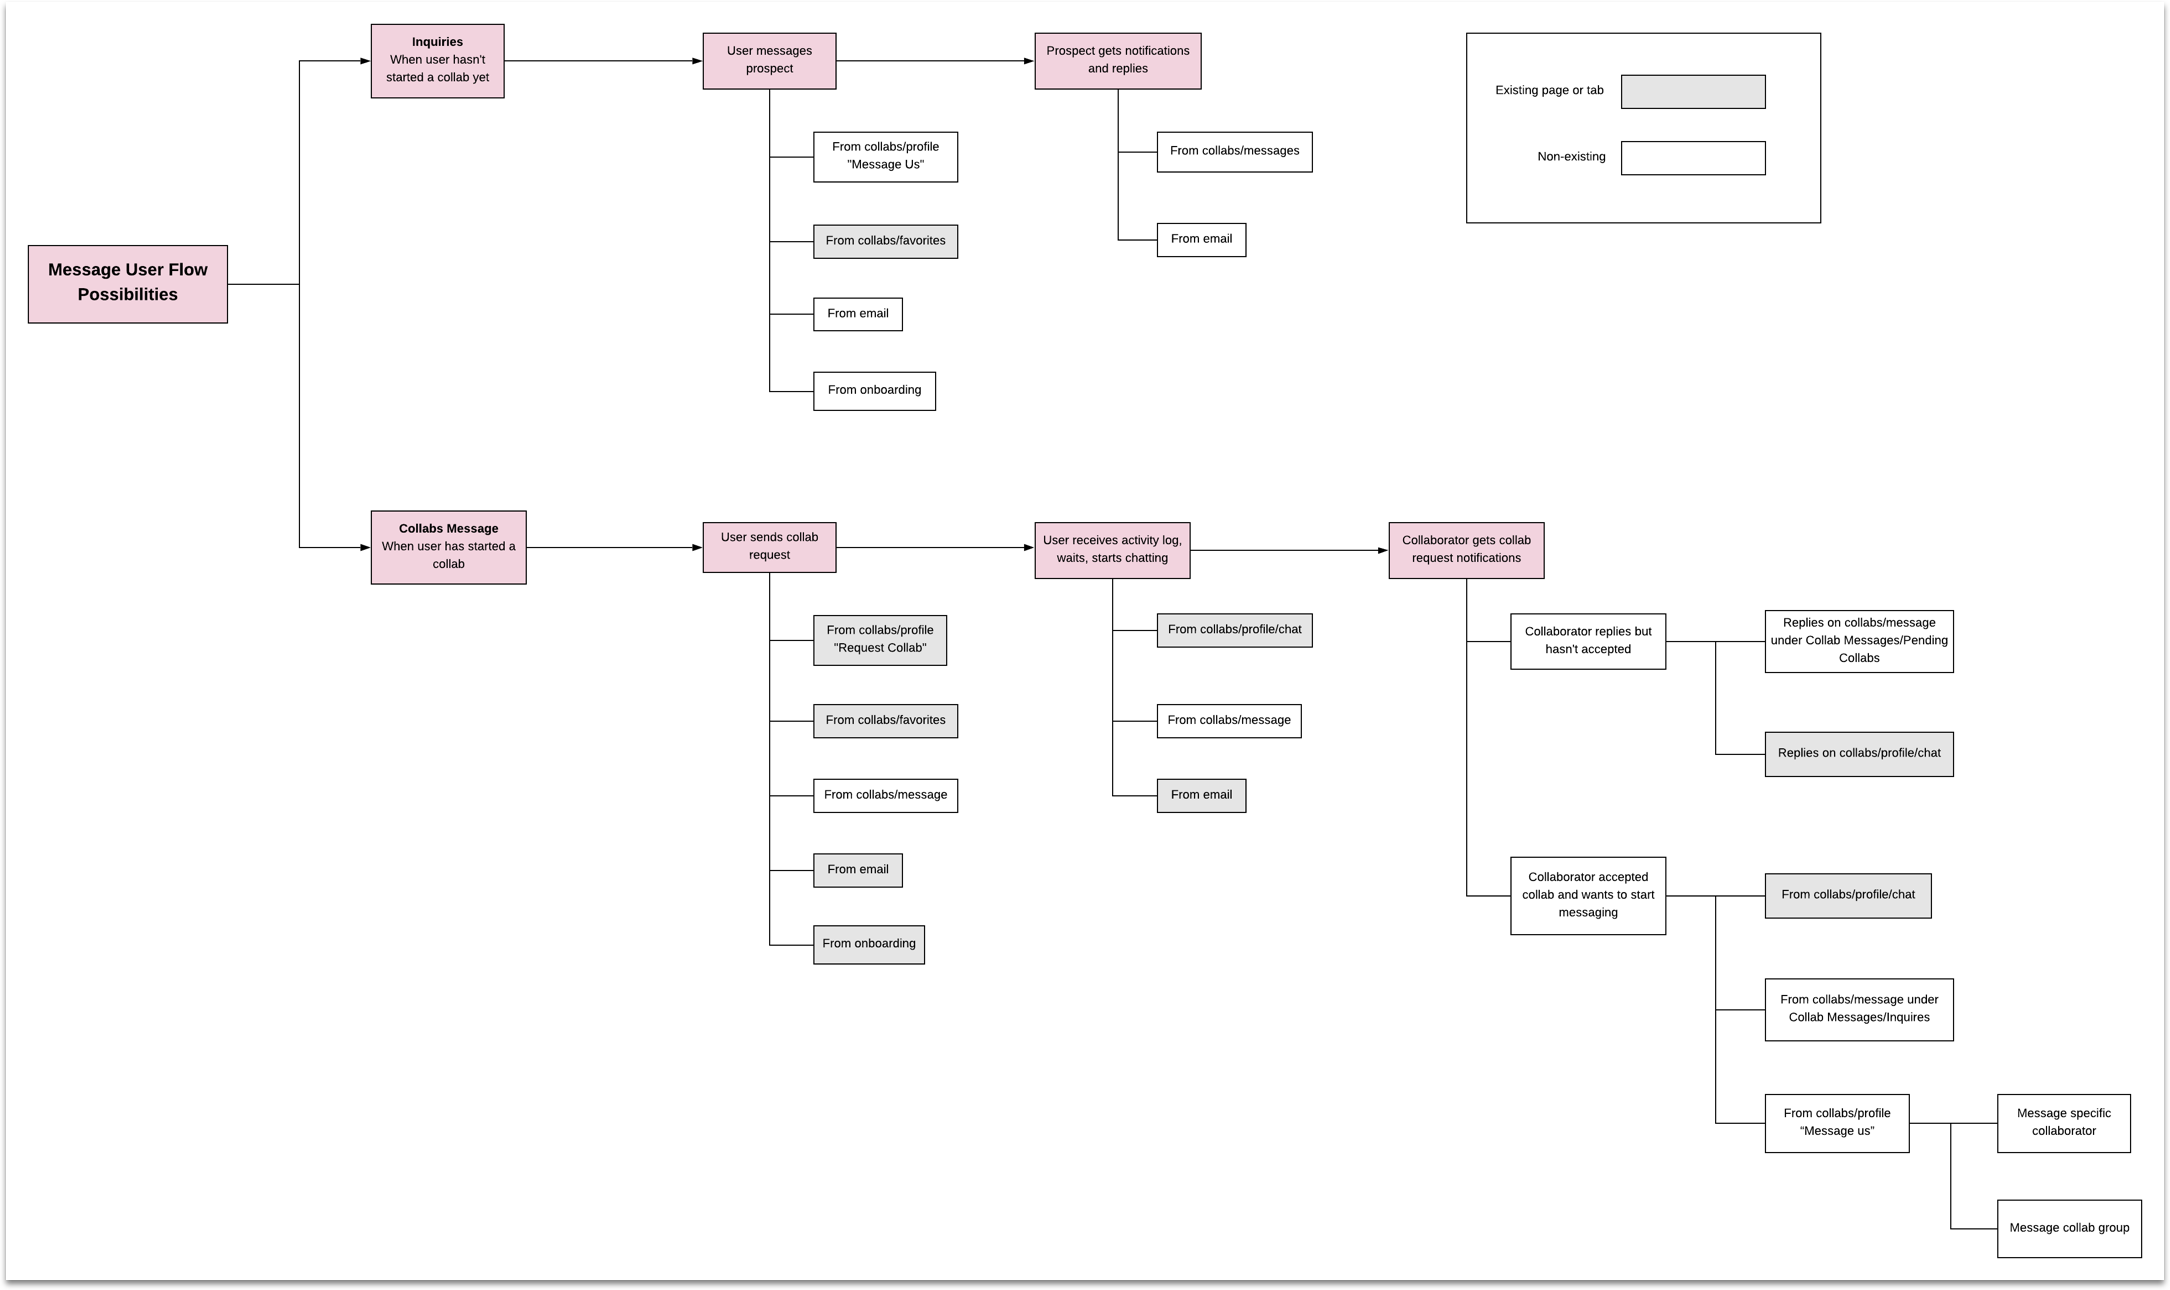 Message User Flow
Possibilities
Inquiries
When user hasn't
started a collab yet
User messages
prospect
From collabs/profile
"Message Us"
From collabs/favorites
From email
From onboarding
Prospect gets notifications
and replies
From collabs/messages
From email
Existing page or tab
Non-existing
Collabs Message
When user has started a
collab
User sends collab
request
From collabs/profile
"Request Collab"
From collabs/favorites
From collabs/message
From email
From onboarding
User receives activity log,
waits, starts chatting
From collabs/profile/chat
From collabs/message
From email
Collaborator gets collab
request notifications
Collaborator replies but
hasn't accepted
Replies on collabs/message
under Collab Messages/Pending
Collabs
Replies on collabs/profile/chat
Collaborator accepted
collab and wants to start
messaging
From collabs/profile/chat
From collabs/message under
Collab Messages/Inquires
From collabs/profile
“Message us”
Message specific
collaborator
Message collab group